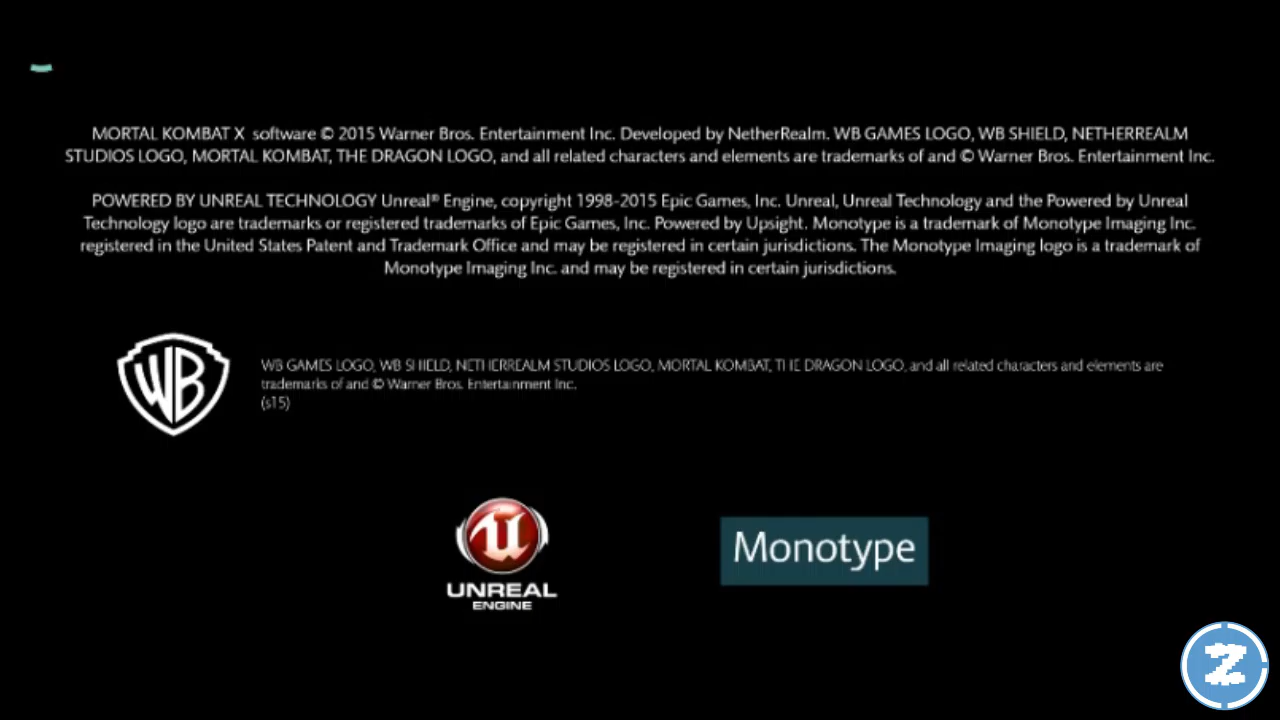 MORTAL KOMBAT X software © 2015 Warner Bros. Entertainment Inc. Developed by NetherRealm. WB GAMES LOGO, WB SHIELD, NETHERREALM
STUDIOS LOGO, MORTAL KOMBAT, THE DRAGON LOGO, and all related characters and elements are trademarks of and © Warner Bros. Entertainment Inc.
POWERED BY UNREAL TECHNOLOGY Unreal® Engine, copyright 1998-2015 Epic Games, Inc. Unreal, Unreal Technology and the Powered by Unreal
Technology logo are trademarks or registered trademarks of Epic Games, Inc. Powered by Upsight. Monotype is a trademark of Monotype Imaging Inc.
registered in the United States Patent and Trademark Office and may be registered in certain jurisdictions. The Monotype Imaging logo is a trademark of
Monotype Imaging Inc. and may be registered in certain jurisdictions.
WB
WB GAMES LOGO, WB SHIELD, NETHERREALM STUDIOS LOGO, MORTAL KOMBAT, THE DRAGON LOGO, and all related characters and elements are
trademarks of and © Warner Bros. Entertainment Inc.
(s15)
U
UNREAL
ENGINE
Monotype
Z